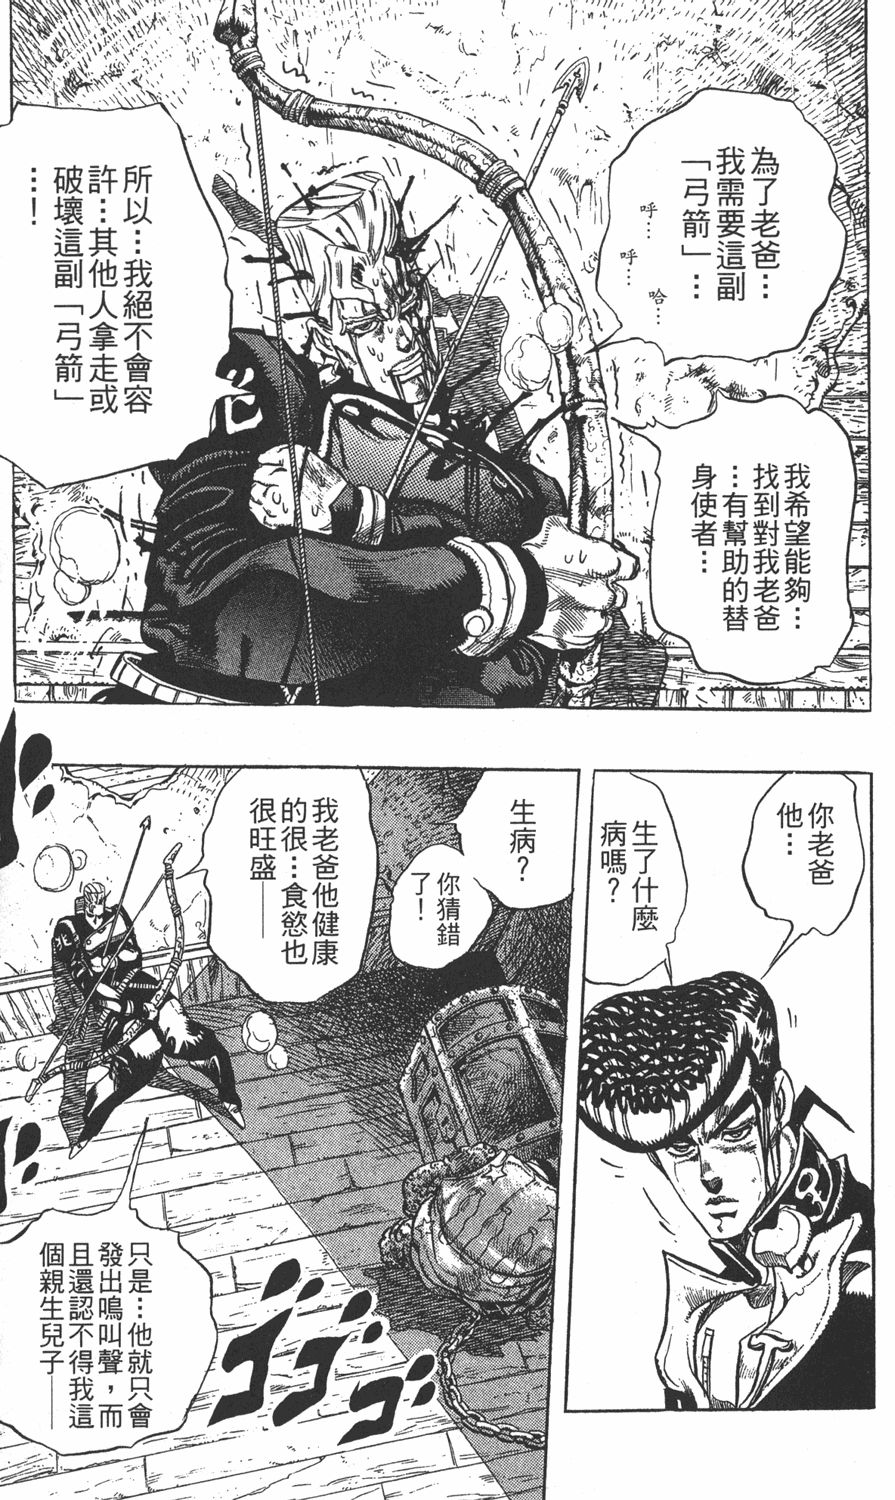 為了老爸…
我需要這副
「弓箭」…
呼…
呼…
哈…
我希望能夠…
找到對我老爸
…有幫助的替
身使者…
所以…我絕不會容
許…其他人拿走或
破壞這副「弓箭」
…！
你老爸
他…
生了什麼
病嗎？
生病？
你猜錯
了！
我老爸他健康
的很…食慾也
很旺盛——
只是…他就只會
發出鳴叫聲，而
且還認不得我這
個親生兒子——
ゴゴゴ